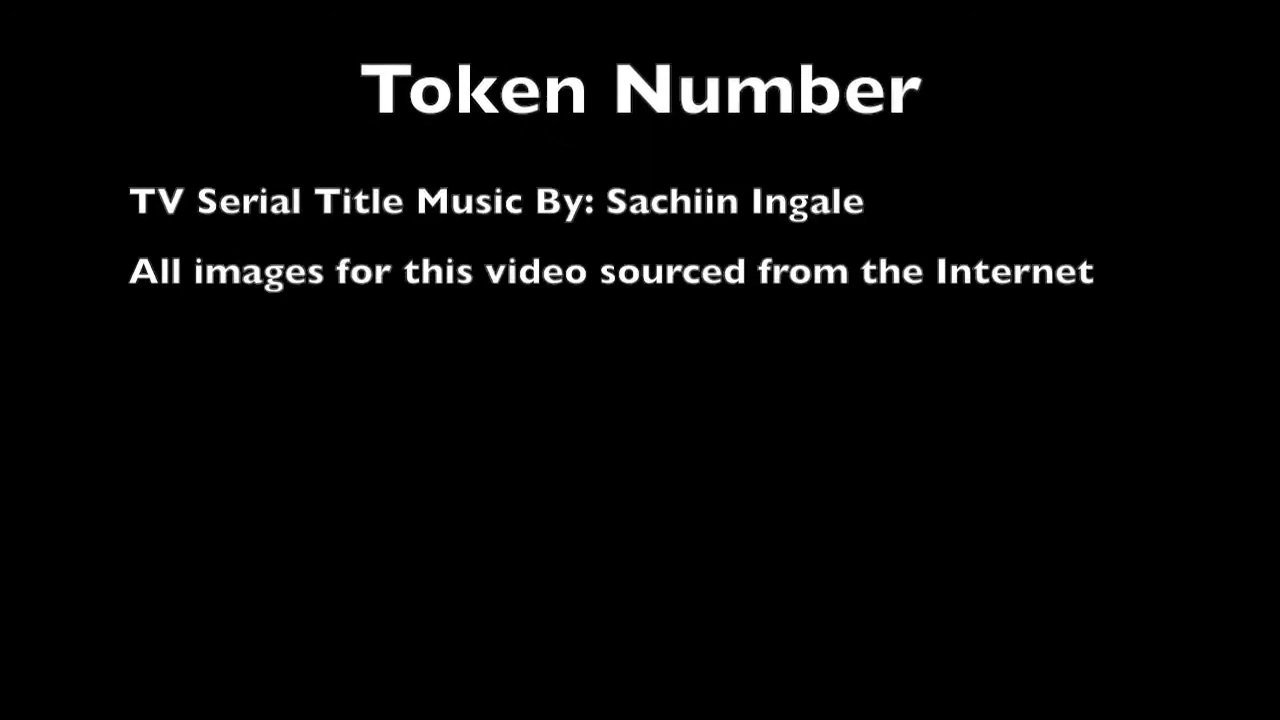 Token Number
TV Serial Title Music By: Sachiin Ingale
All images for this video sourced from the Internet